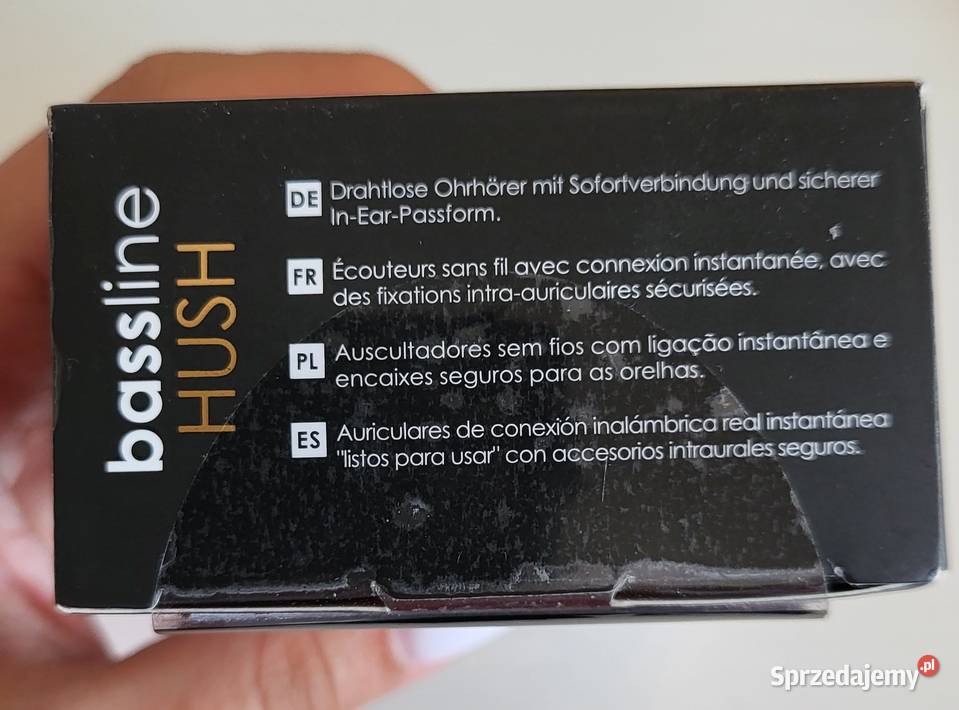 bassline
HUSH
DE Drahtlose Ohrhörer mit Sofortverbindung und sicherer
In-Ear-Passform.
FR Écouteurs sans fil avec connexion instantanée, avec
des fixations intra-auriculaires sécurisées.
PL Auscultadores sem fios com ligação instantânea e
encaixes seguros para as orelhas.
ES Auriculares de conexión inalámbrica real instantánea
"listos para usar" con accesorios intraurales seguros.
Sprzedajemy.pl